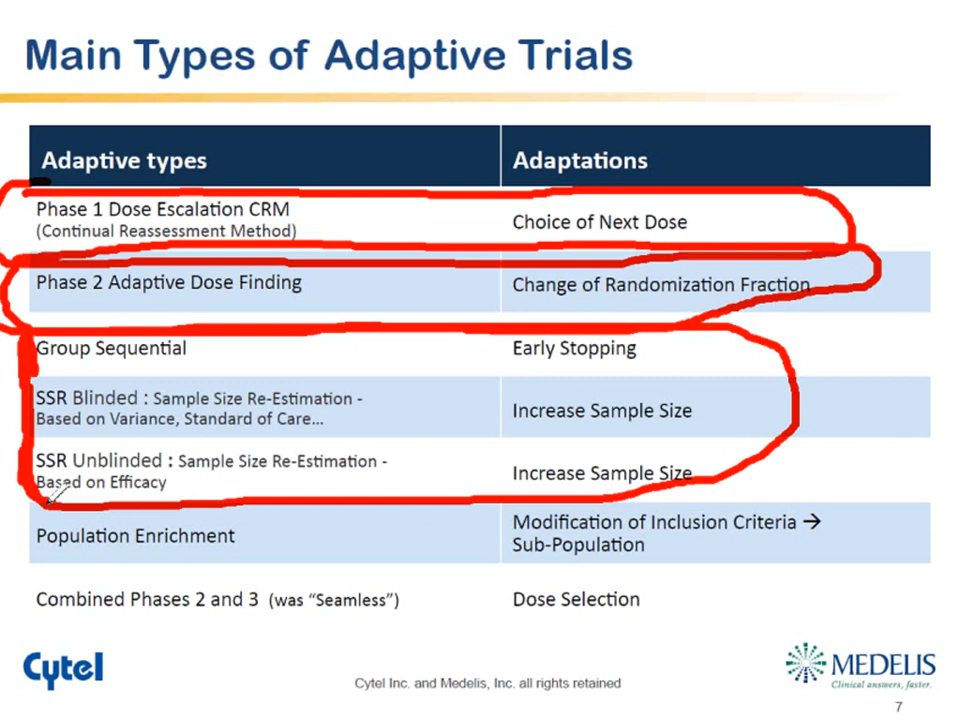 Main Types of Adaptive Trials
Adaptive types
Adaptations
Phase 1 Dose Escalation CRM
(Continual Reassessment Method)
Choice of Next Dose
Phase 2 Adaptive Dose Finding
Change of Randomization Fraction
Group Sequential
Early Stopping
SSR Blinded : Sample Size Re-Estimation -
Based on Variance, Standard of Care...
Increase Sample Size
SSR Unblinded : Sample Size Re-Estimation -
Based on Efficacy
Increase Sample Size
Population Enrichment
Modification of Inclusion Criteria →
Sub-Population
Combined Phases 2 and 3 (was “Seamless”)
Dose Selection
Cytel
Cytel Inc. and Medelis, Inc. all rights retained
MEDELIS
Clinical answers, faster.
7